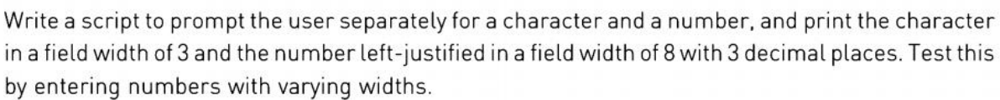 Write a script to prompt the user separately for a character and a number, and print the character
in a field width of 3 and the number left-justified in a field width of 8 with 3 decimal places. Test this
by entering numbers with varying widths.